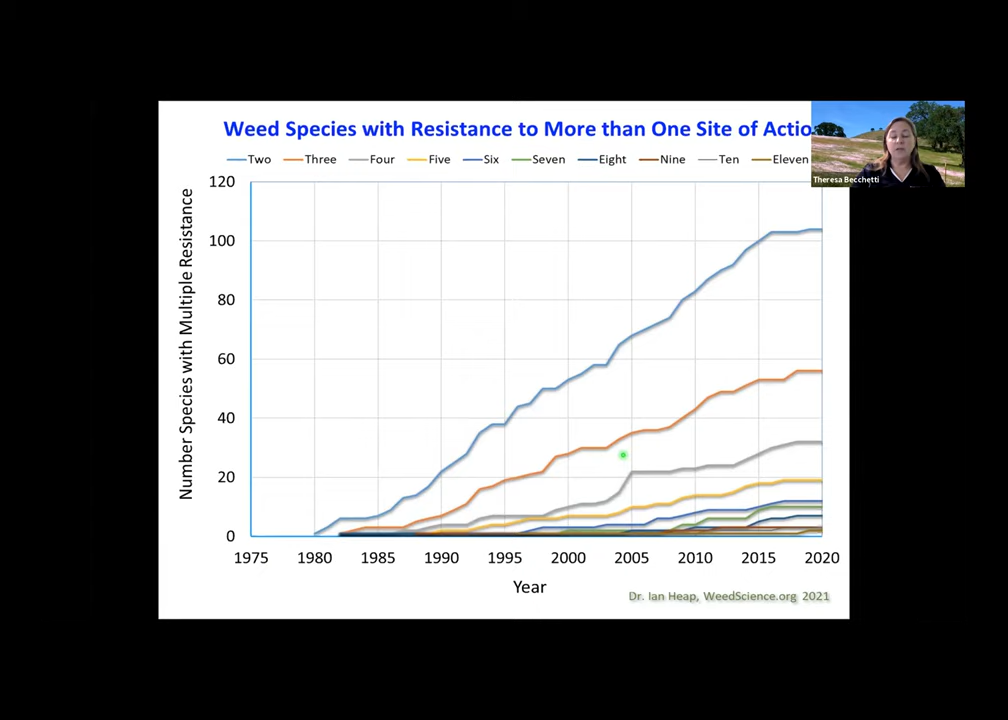 Weed Species with Resistance to More than One Site of Actio
Two Three Four Five Six Seven Eight Nine Ten Eleven
Theresa Becchetti
Number Species with Multiple Resistance
120
100
80
60
40
20
0
1975 1980 1985 1990 1995 2000 2005 2010 2015 2020
Year
Dr. Ian Heap, WeedScience.org 2021